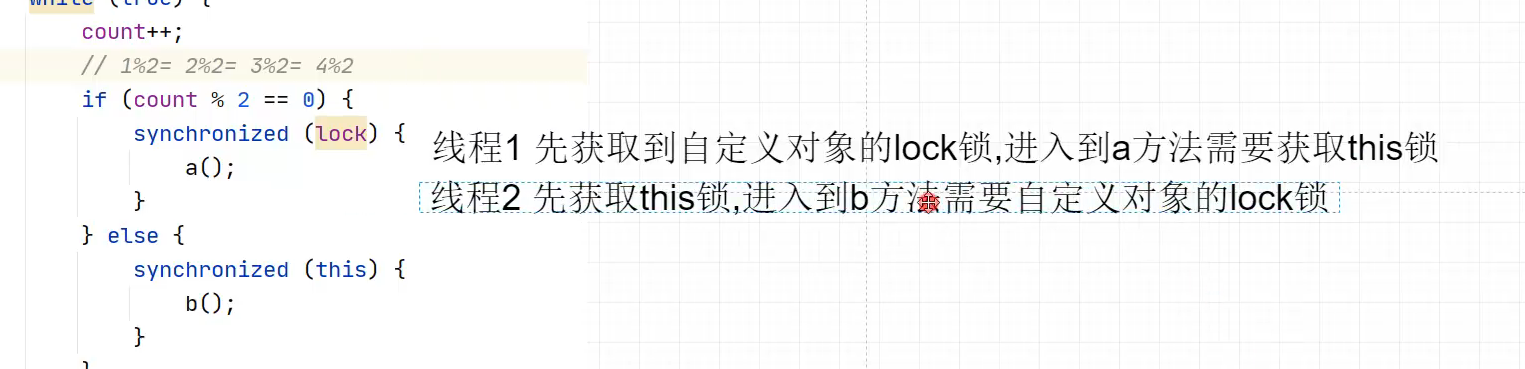 while (true) {
count++;
// 1%2= 2%2= 3%2= 4%2
if (count % 2 == 0) {
synchronized (lock) {
线程1 先获取到自定义对象的lock锁,进入到a方法需要获取this锁
a();
线程2 先获取this锁,进入到b方法需要自定义对象的lock锁
}
} else {
synchronized (this) {
b();
}
}